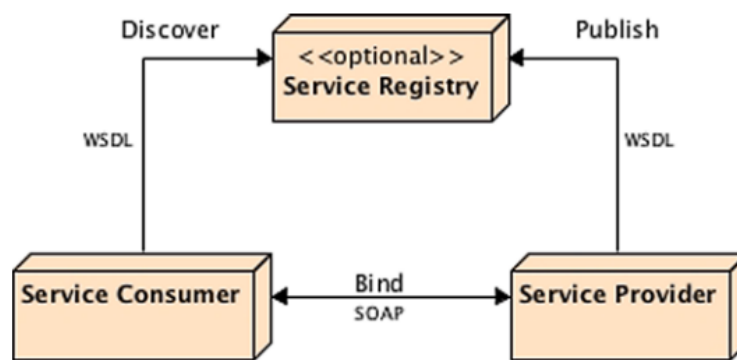 Discover
Publish
<<optional>>
Service Registry
WSDL
WSDL
Service Consumer
Bind
SOAP
Service Provider